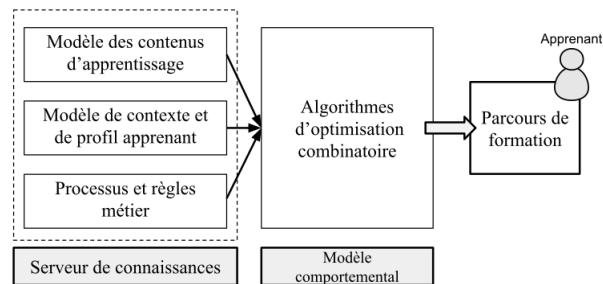 Modèle des contenus
d'apprentissage
Modèle de contexte et
de profil apprenant
Processus et règles
métier
Serveur de connaissances
Algorithmes
d'optimisation
combinatoire
Modèle
comportemental
Apprenant
Parcours de
formation